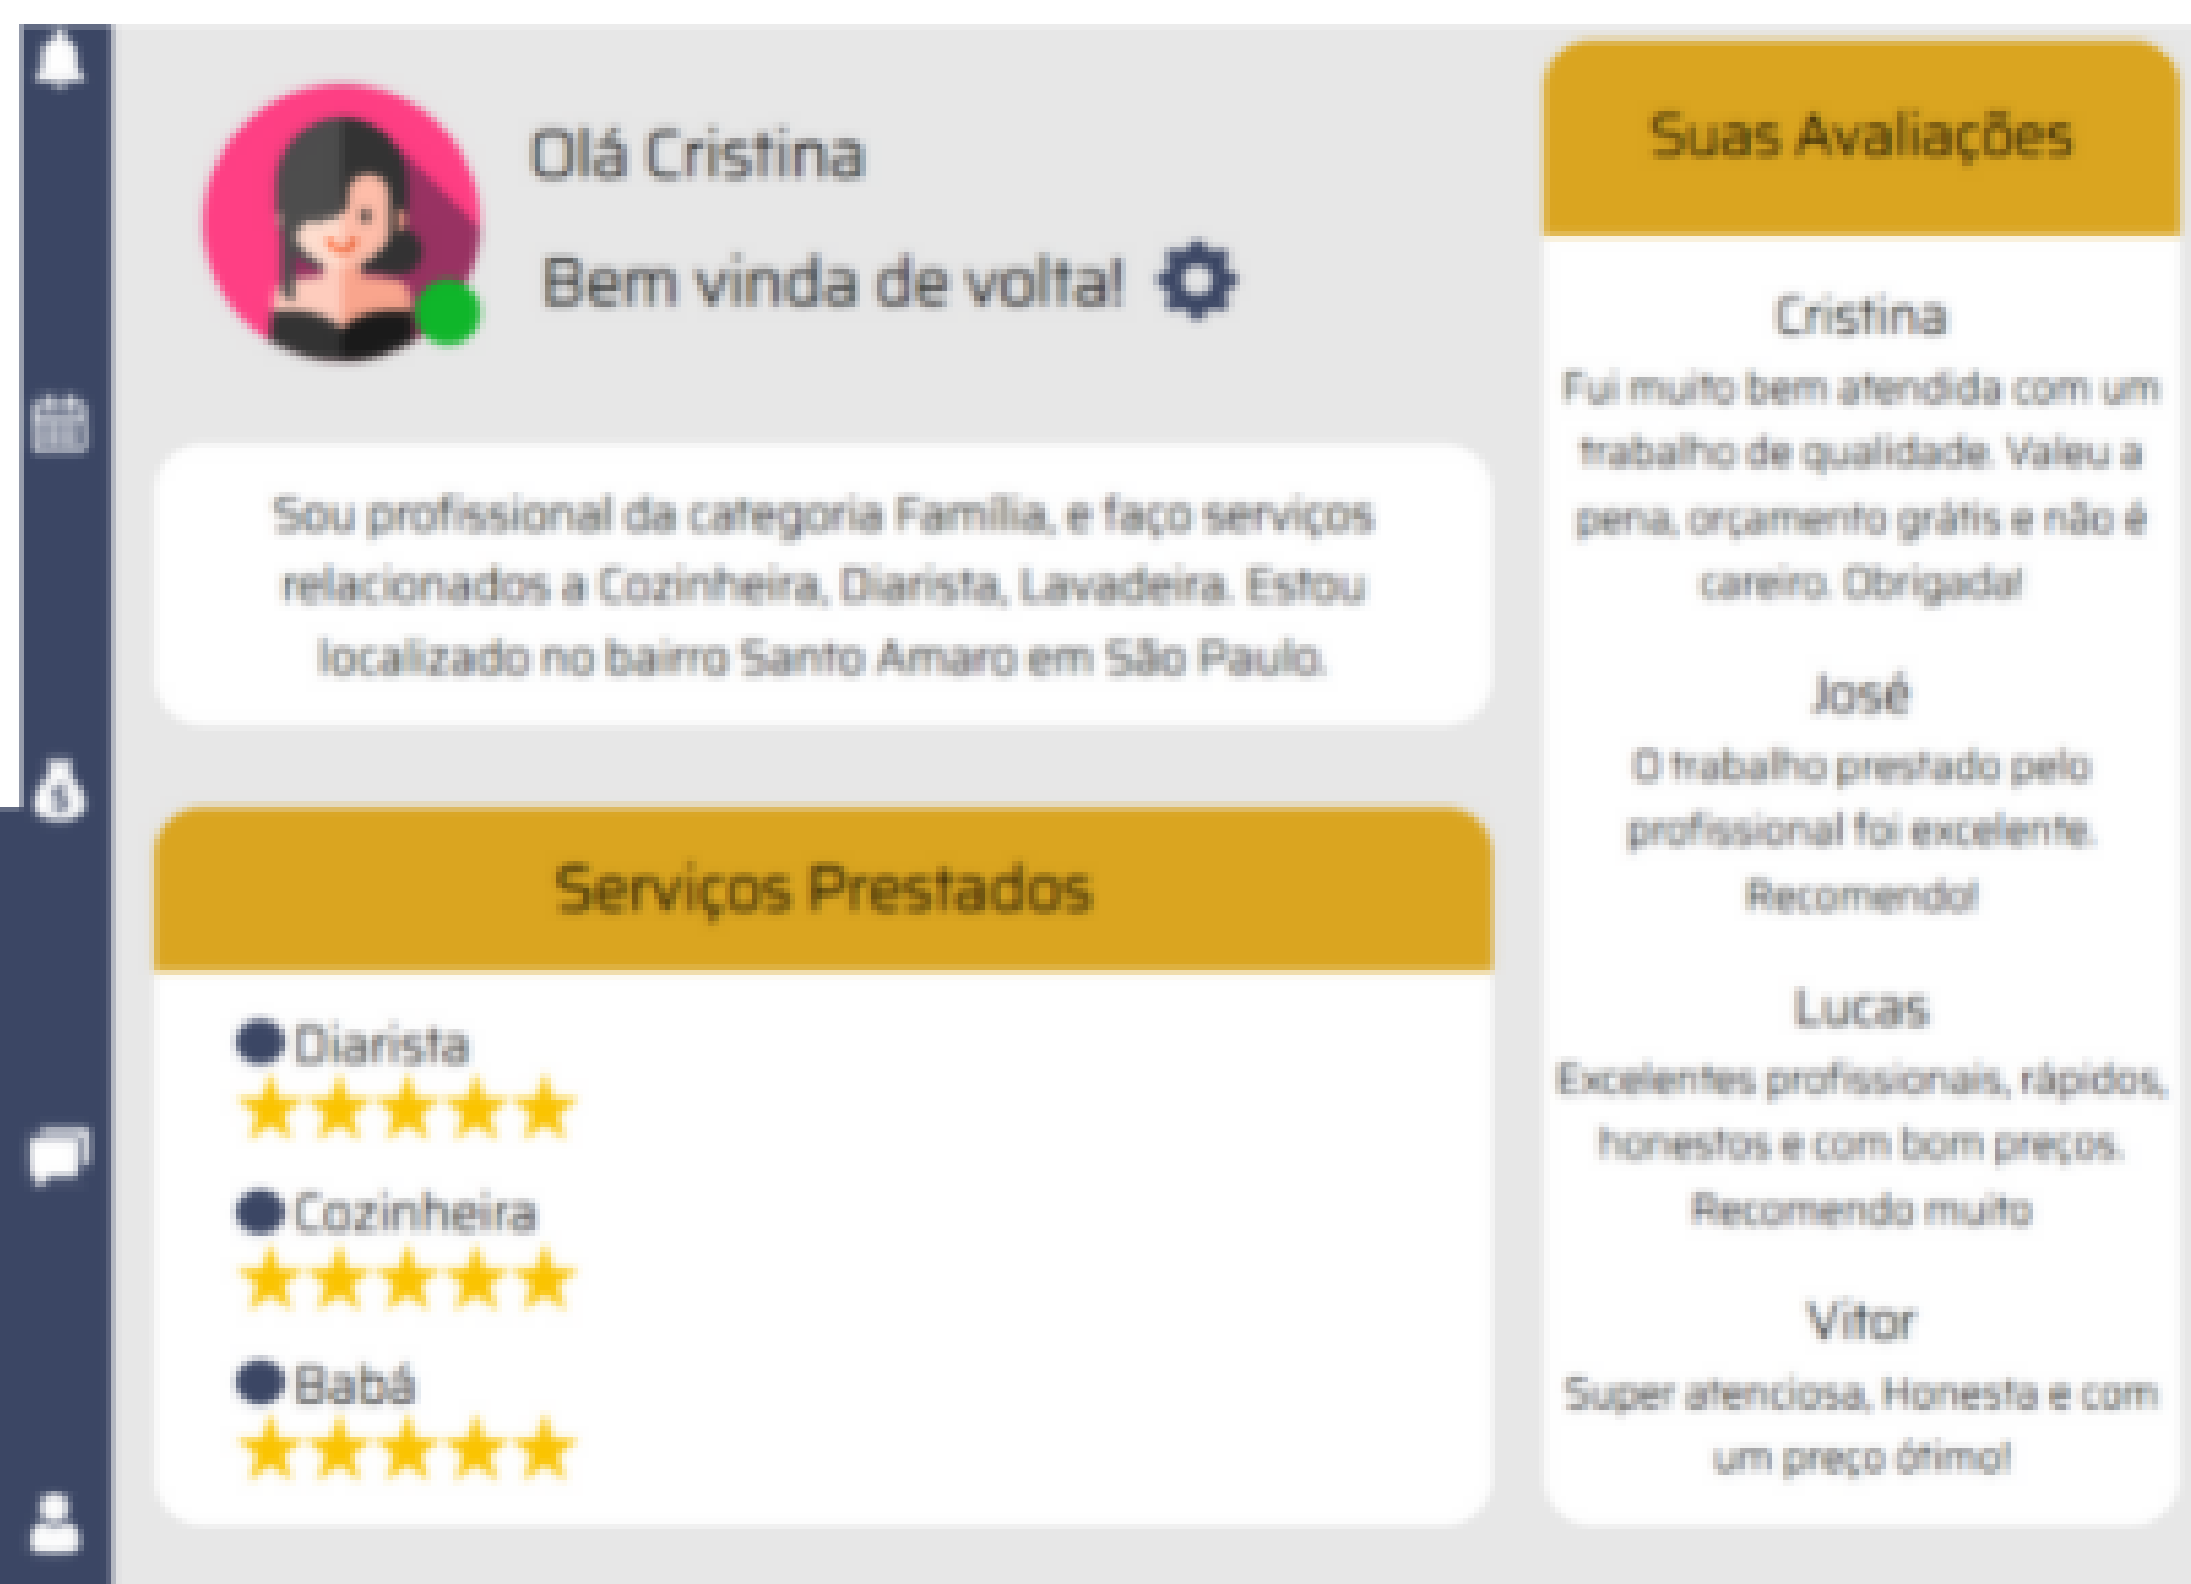 Olá Cristina
Bem vinda de volta!
Sou profissional da categoria Família, e faço serviços
relacionados a Cozinheira, Diarista, Lavadeira. Estou
localizado no bairro Santo Amaro em São Paulo.
Serviços Prestados
Diarista
Cozinheira
Babá
Suas Avaliações
Cristina
Fui muito bem atendida com um
trabalho de qualidade. Valeu a
pena, orçamento grátis e não é
careiro. Obrigada!
José
O trabalho prestado pelo
profissional foi excelente.
Recomendo!
Lucas
Excelentes profissionais, rápidos,
honestos e com bom preços.
Recomendo muito
Vitor
Super atenciosa, Honesta e com
um preço ótimo!